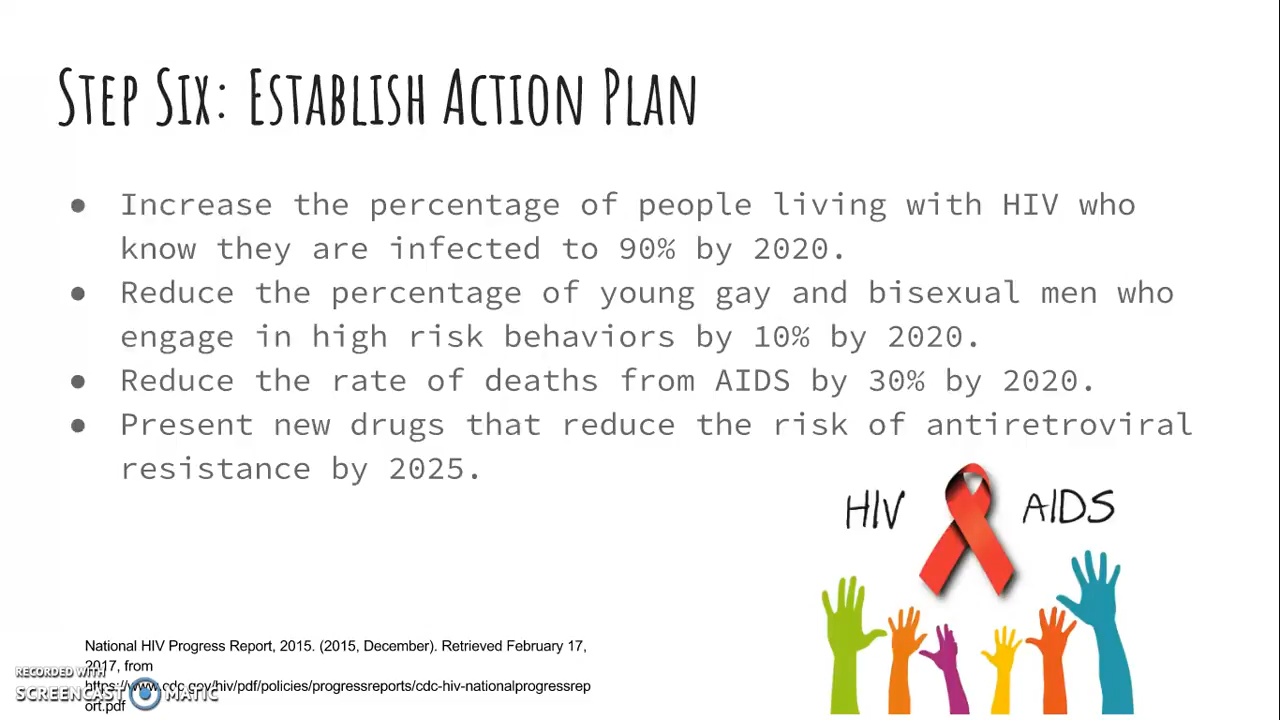 Step Six: Establish Action Plan
● Increase the percentage of people living with HIV who
know they are infected to 90% by 2020.
● Reduce the percentage of young gay and bisexual men who
engage in high risk behaviors by 10% by 2020.
● Reduce the rate of deaths from AIDS by 30% by 2020.
● Present new drugs that reduce the risk of antiretroviral
resistance by 2025.
HIV AIDS
National HIV Progress Report, 2015. (2015, December). Retrieved February 17,
2017, from
https://www.cdc.gov/hiv/pdf/policies/progressreports/cdc-hiv-nationalprogressrep
ort.pdf
RECORDED WITH
SCREENCAST MATIC